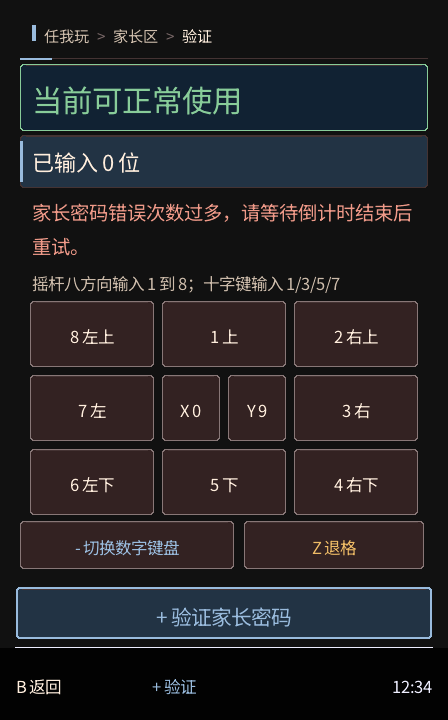 任我玩 > 家长区 > 验证
当前可正常使用
已输入 0 位
家长密码错误次数过多，请等待倒计时结束后
重试。
摇杆八方向输入 1 到 8；十字键输入 1/3/5/7
8 左上 1 上 2 右上
7 左 X 0 Y 9 3 右
6 左下 5 下 4 右下
- 切换数字键盘 Z 退格
+ 验证家长密码
B 返回 + 验证 12:34